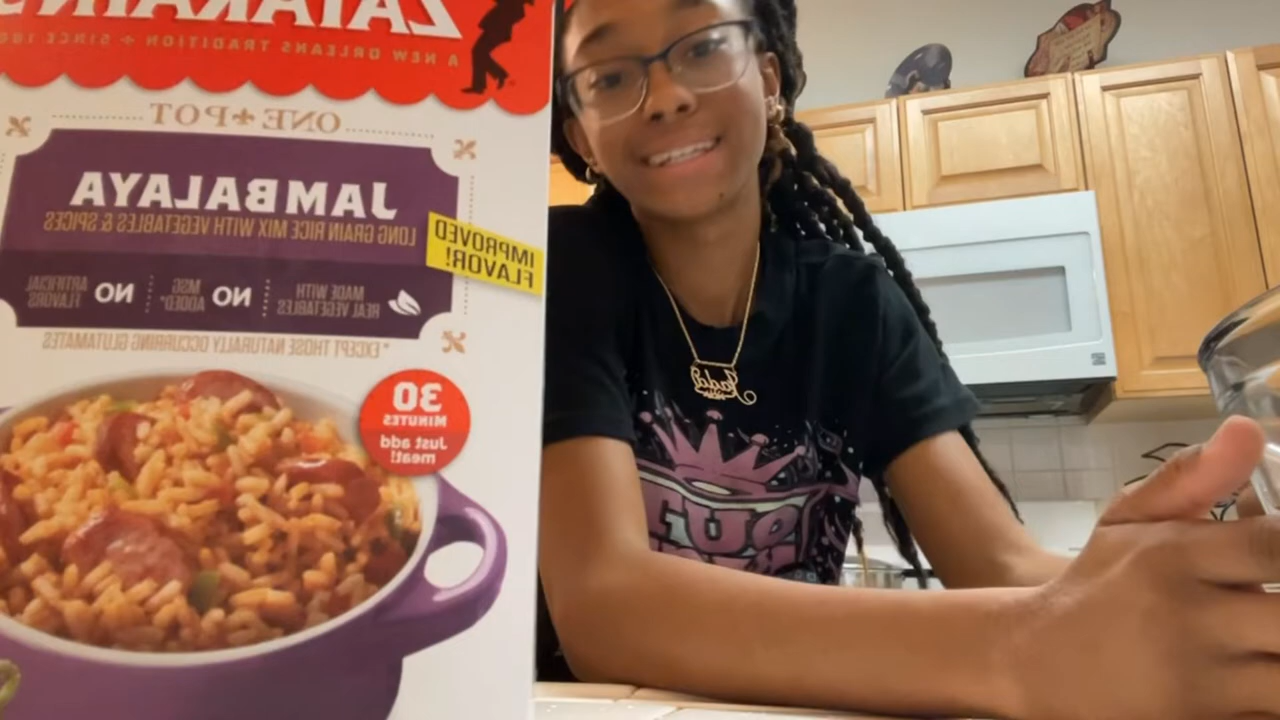 ZATARAIN'S
A NEW ORLEANS TRADITION + SINCE 188
ONE POT
JAMBALAYA
LONG GRAIN RICE MIX WITH VEGETABLES & SPICES
IMPROVED
FLAVOR!
MADE WITH
REAL VEGETABLES
NO MSG
ADDED*
NO ARTIFICIAL
FLAVORS
*EXCEPT THOSE NATURALLY OCCURRING GLUTAMATES
30
MINUTES
Just add
meat!